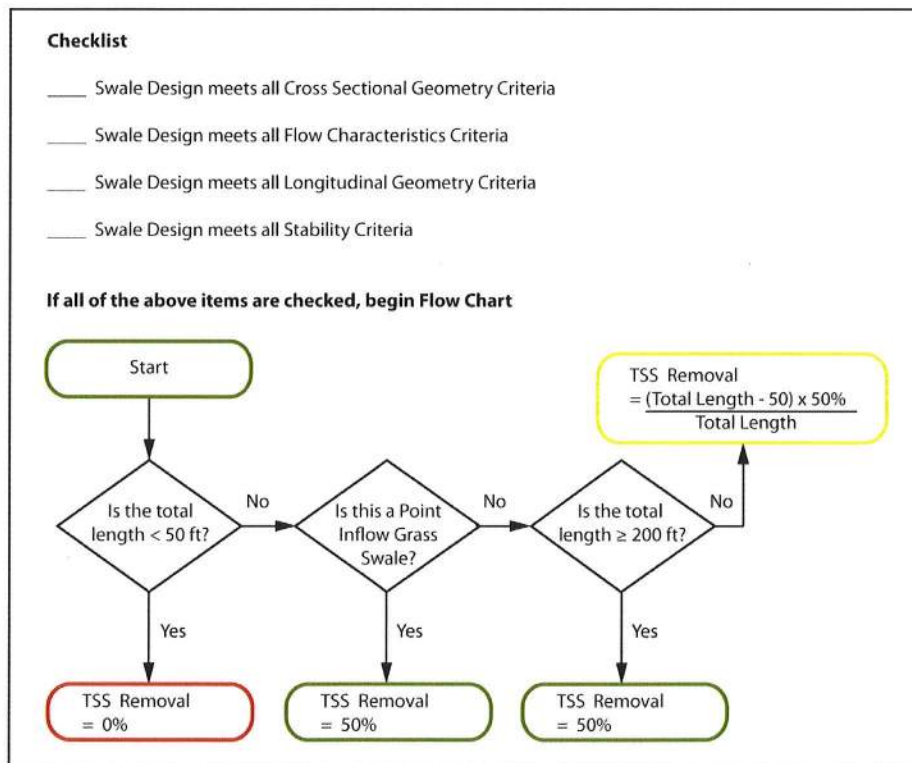 Checklist
____ Swale Design meets all Cross Sectional Geometry Criteria
____ Swale Design meets all Flow Characteristics Criteria
____ Swale Design meets all Longitudinal Geometry Criteria
____ Swale Design meets all Stability Criteria
If all of the above items are checked, begin Flow Chart
Start
TSS Removal
= (Total Length - 50) x 50%
Total Length
Is the total
length < 50 ft?
No
Is this a Point
Inflow Grass
Swale?
No
Is the total
length ≥ 200 ft?
No
Yes
Yes
Yes
TSS Removal
= 0%
TSS Removal
= 50%
TSS Removal
= 50%